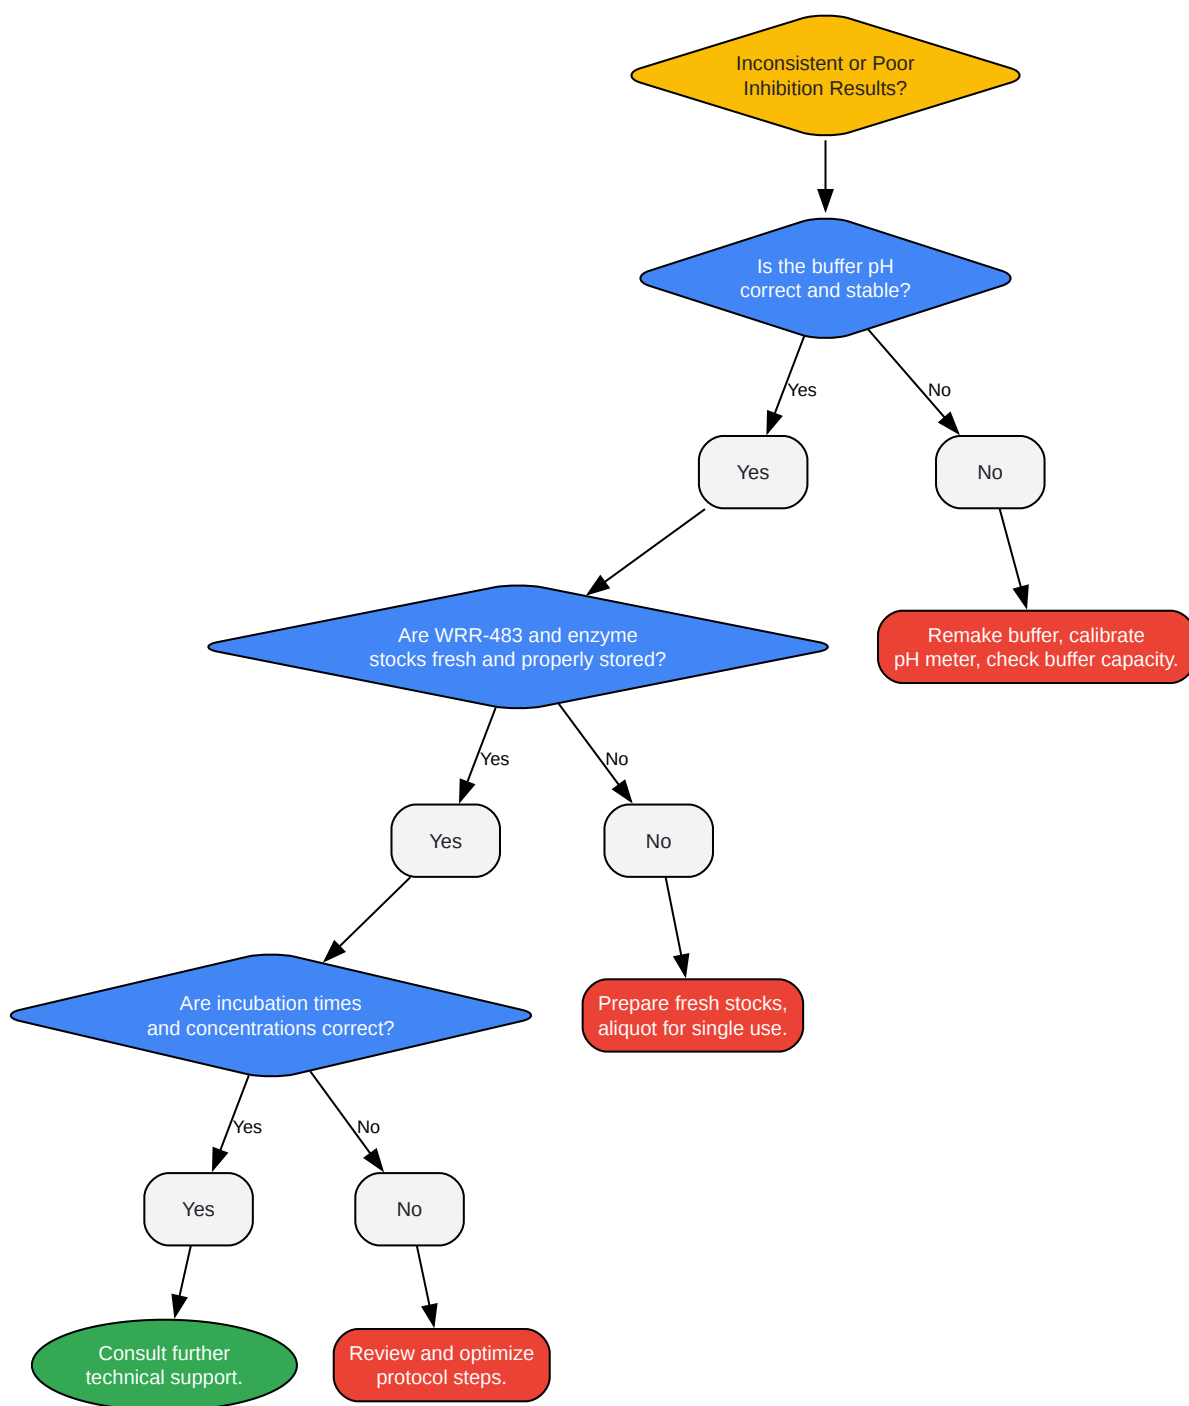 Inconsistent or Poor
Inhibition Results?
Is the buffer pH
correct and stable?
Yes
No
Yes
No
Are WRR-483 and enzyme
stocks fresh and properly stored?
Remake buffer, calibrate
pH meter, check buffer capacity.
Yes
No
Yes
No
Are incubation times
and concentrations correct?
Prepare fresh stocks,
aliquot for single use.
Yes
No
Yes
No
Consult further
technical support.
Review and optimize
protocol steps.